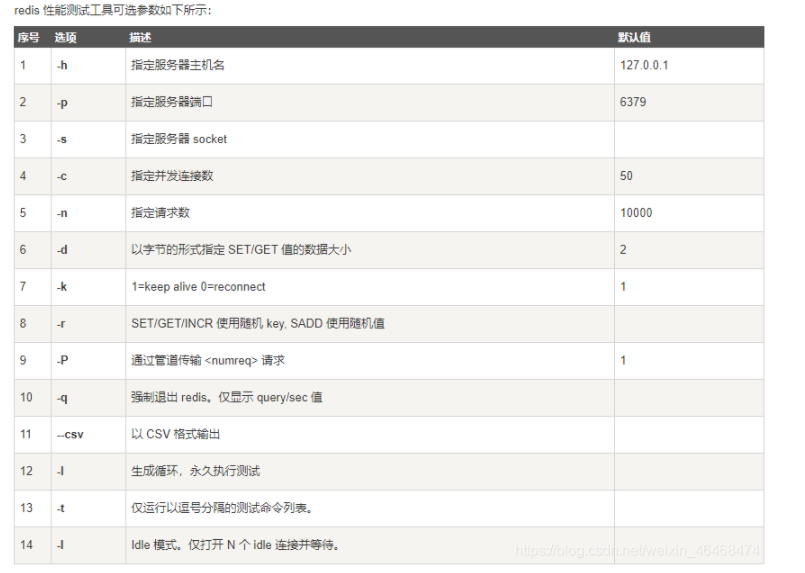 redis 性能测试工具可选参数如下所示：
序号 选项 描述 默认值
1 -h 指定服务器主机名 127.0.0.1
2 -p 指定服务器端口 6379
3 -s 指定服务器 socket
4 -c 指定并发连接数 50
5 -n 指定请求数 10000
6 -d 以字节的形式指定 SET/GET 值的数据大小 2
7 -k 1=keep alive 0=reconnect 1
8 -r SET/GET/INCR 使用随机 key, SADD 使用随机值
9 -P 通过管道传输 <numreq> 请求 1
10 -q 强制退出 redis。仅显示 query/sec 值
11 --csv 以 CSV 格式输出
12 -l 生成循环，永久执行测试
13 -t 仅运行以逗号分隔的测试命令列表。
14 -I Idle 模式。仅打开 N 个 idle 连接并等待。
https://blog.csdn.net/weixin_46468474